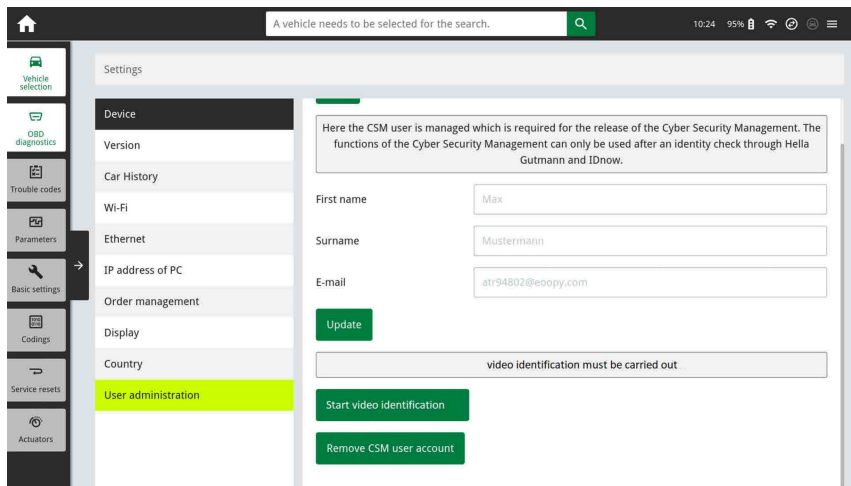 A vehicle needs to be selected for the search.
10:24 95%
Vehicle
selection
OBD
diagnostics
Trouble codes
Parameters
Basic settings
Codings
Service resets
Actuators
Settings
Device
Version
Car History
Wi-Fi
Ethernet
IP address of PC
Order management
Display
Country
User administration
Here the CSM user is managed which is required for the release of the Cyber Security Management. The
functions of the Cyber Security Management can only be used after an identity check through Hella
Gutmann and IDnow.
First name Max
Surname Mustermann
E-mail atr94802@eoopy.com
Update
video identification must be carried out
Start video identification
Remove CSM user account